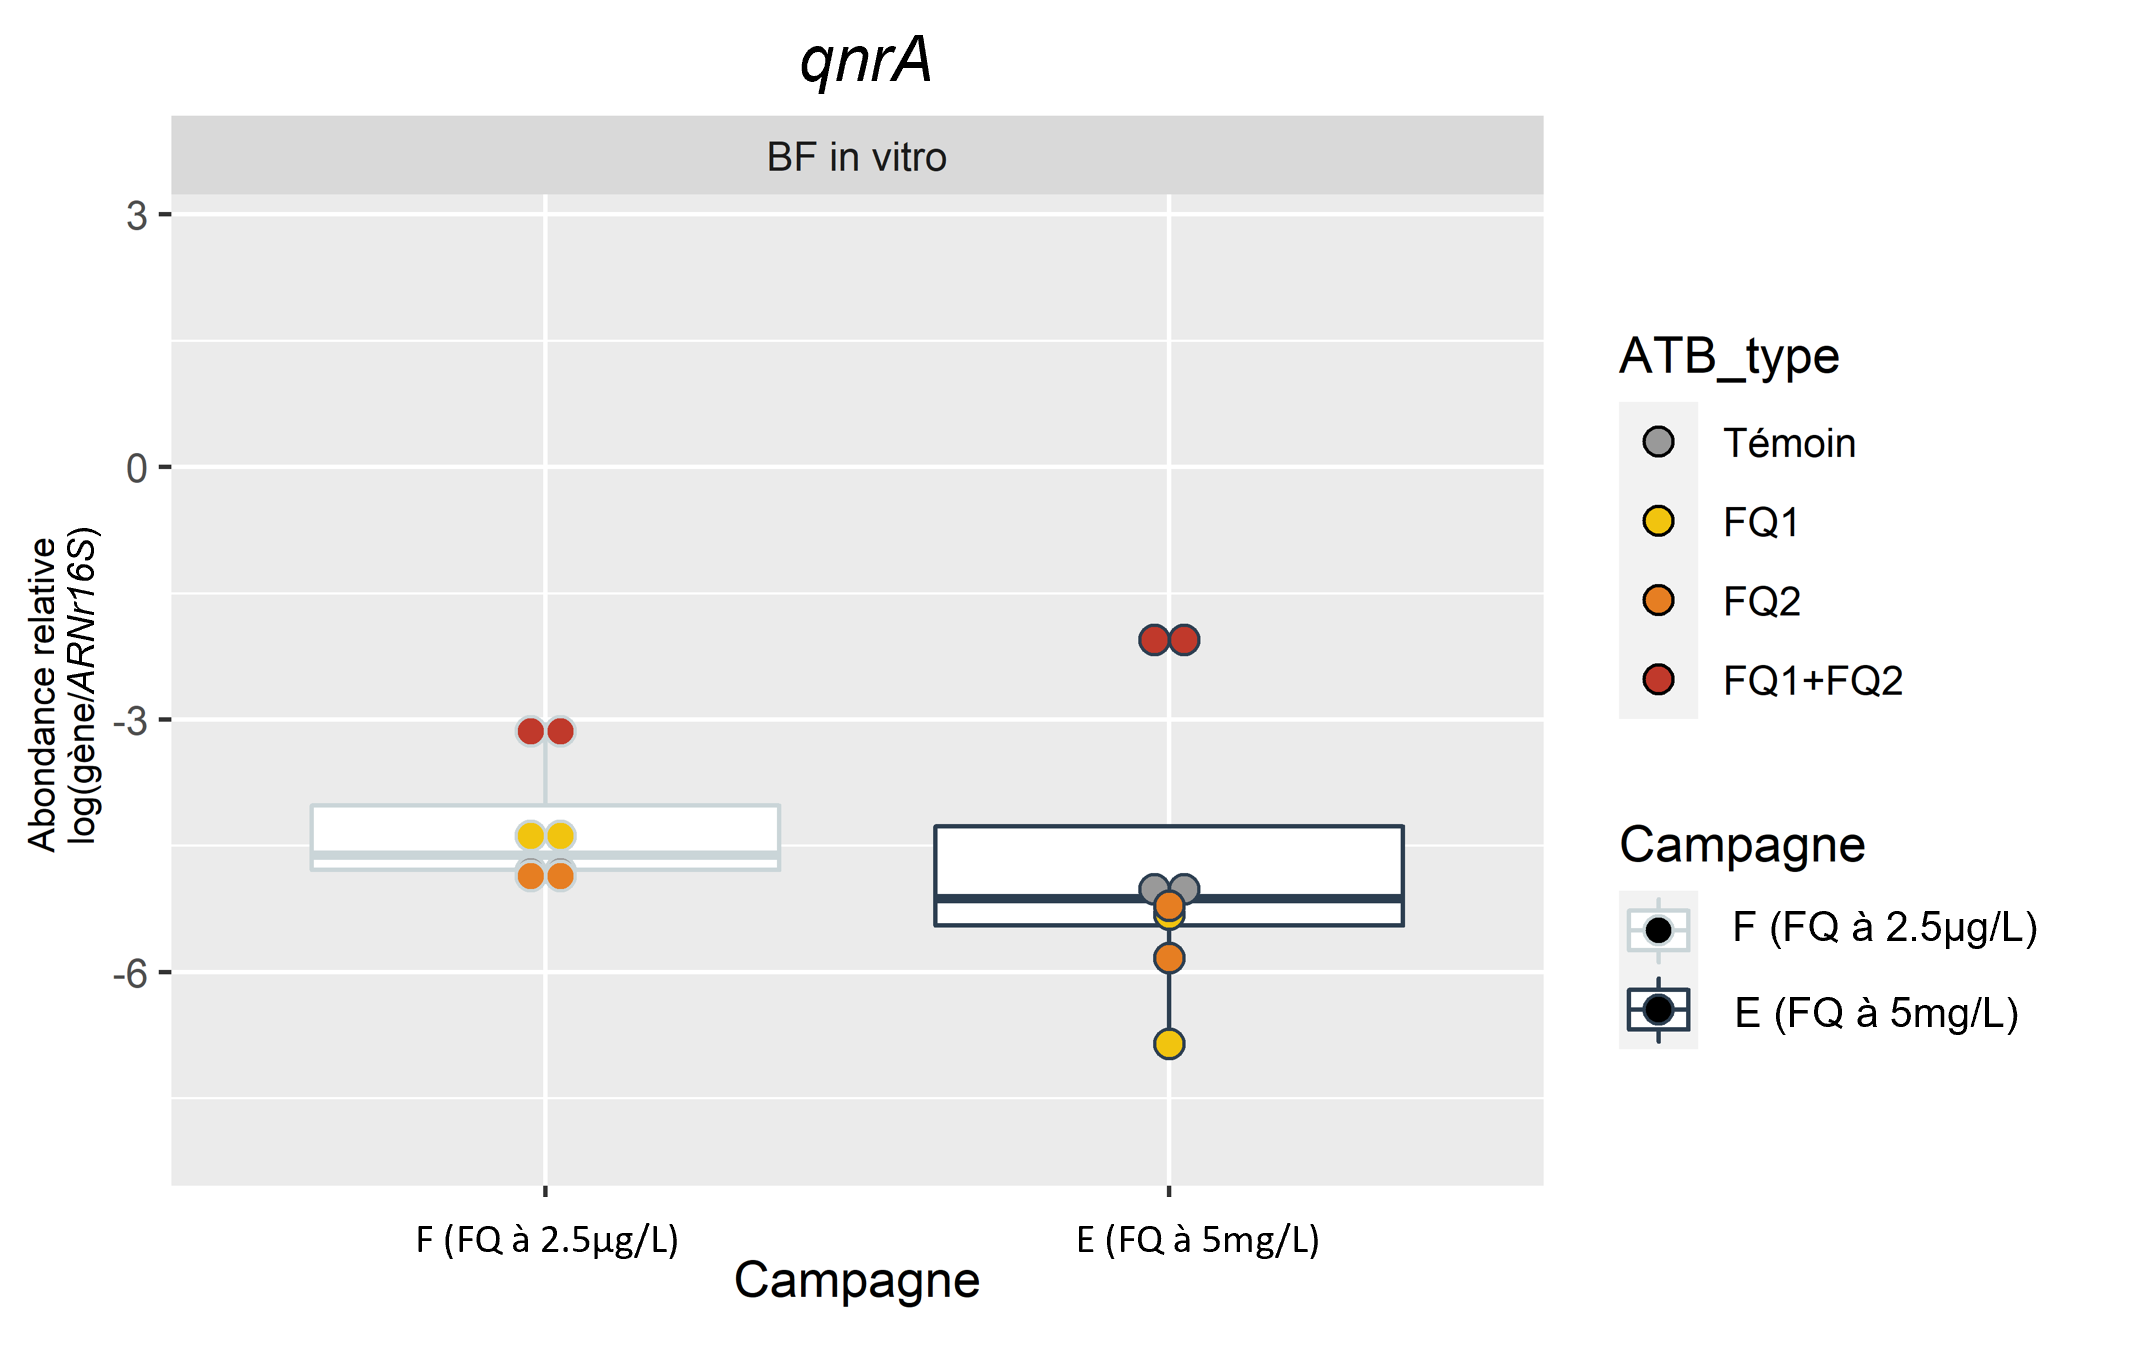 qnrA
BF in vitro
3
0
-3
-6
Abondance relative
log(gène/ARNr16S)
F (FQ à 2.5µg/L)
E (FQ à 5mg/L)
Campagne
ATB_type
Témoin
FQ1
FQ2
FQ1+FQ2
Campagne
F (FQ à 2.5µg/L)
E (FQ à 5mg/L)